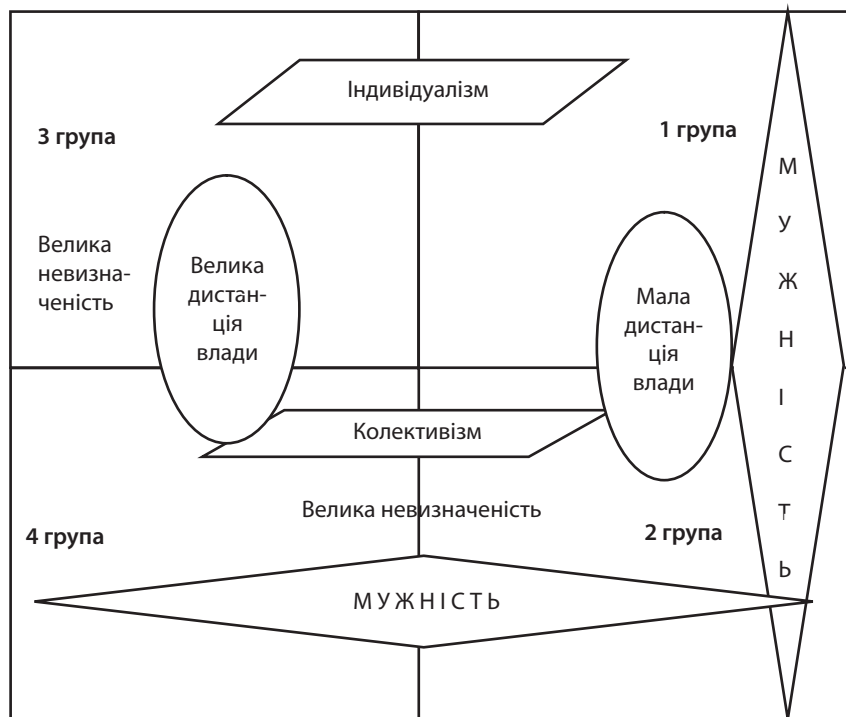 Індивідуалізм
3 група
1 група
Велика
невизна-
ченість
Велика
дистан-
ція
влади
Мала
дистан-
ція
влади
М
У
Ж
Н
І
С
Т
Ь
Колективізм
Велика невизначеність
4 група
2 група
М У Ж Н І С Т Ь